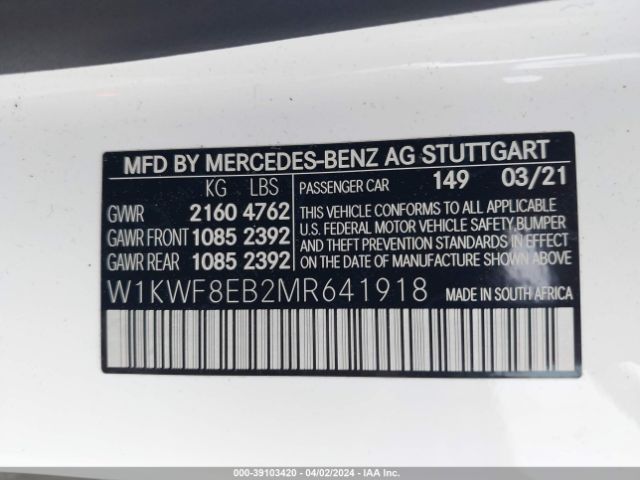 MFD BY MERCEDES-BENZ AG STUTTGART
KG LBS PASSENGER CAR 149 03/21
GVWR 2160 4762
GAWR FRONT 1085 2392
GAWR REAR 1085 2392
THIS VEHICLE CONFORMS TO ALL APPLICABLE
U.S. FEDERAL MOTOR VEHICLE SAFETY, BUMPER
AND THEFT PREVENTION STANDARDS IN EFFECT
ON THE DATE OF MANUFACTURE SHOWN ABOVE
W1KWF8EB2MR641918 MADE IN SOUTH AFRICA
000-39103420 - 04/02/2024 - IAAI.COM